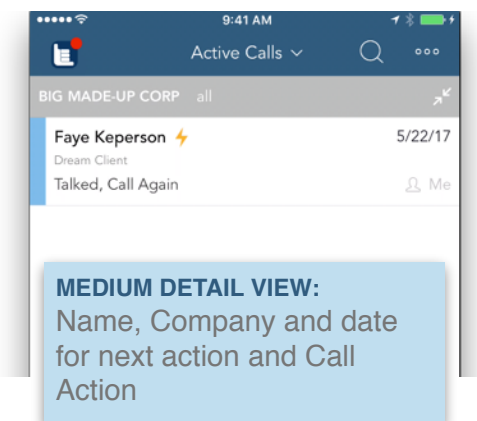 9:41 AM
Active Calls
BIG MADE-UP CORP all
Faye Keperson 5/22/17
Dream Client
Talked, Call Again Me
MEDIUM DETAIL VIEW:
Name, Company and date
for next action and Call
Action